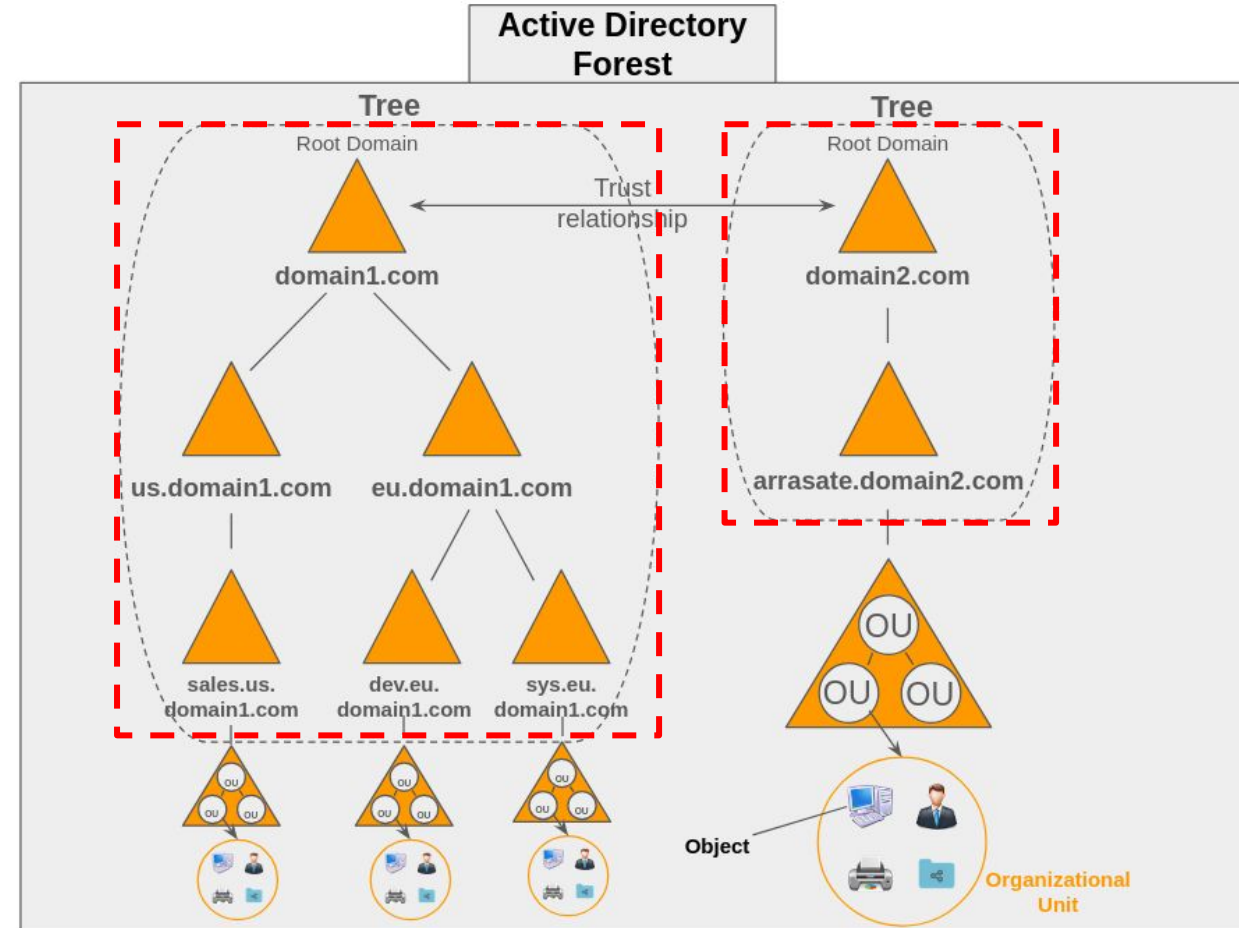 Active Directory
Forest
Tree
Tree
Root Domain
Root Domain
Trust
relationship
domain1.com
domain2.com
us.domain1.com
eu.domain1.com
arrasate.domain2.com
sales.us.
domain1.com
dev.eu.
domain1.com
sys.eu.
domain1.com
OU
OU
OU
OU
OU
OU
OU
OU
OU
OU
OU
OU
Object
Organizational
Unit